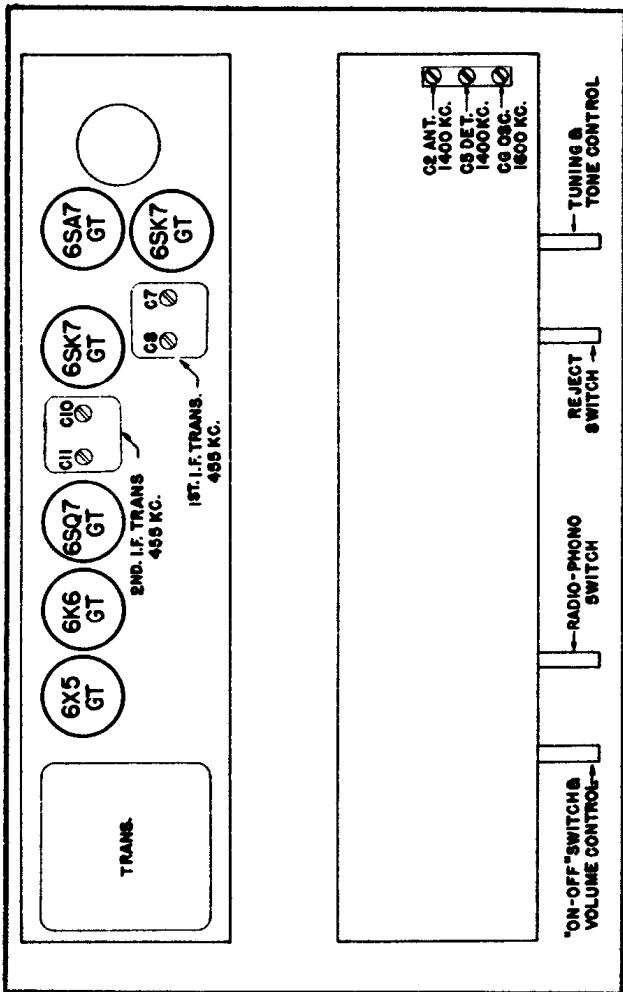 TRANS.
6X5
GT
6K6
GT
6SQ7
GT
C11 C10
2ND. I.F. TRANS
455 KC.
6SK7
GT
C8 C7
1ST. I.F. TRANS.
455 KC.
6SA7
GT
6SK7
GT
C2 ANT.
1400 KC.
C5 DET.
1400 KC.
C6 OSC.
1600 KC.
"ON-OFF" SWITCH &
VOLUME CONTROL
RADIO-PHONO
SWITCH
REJECT
SWITCH
TUNING &
TONE CONTROL